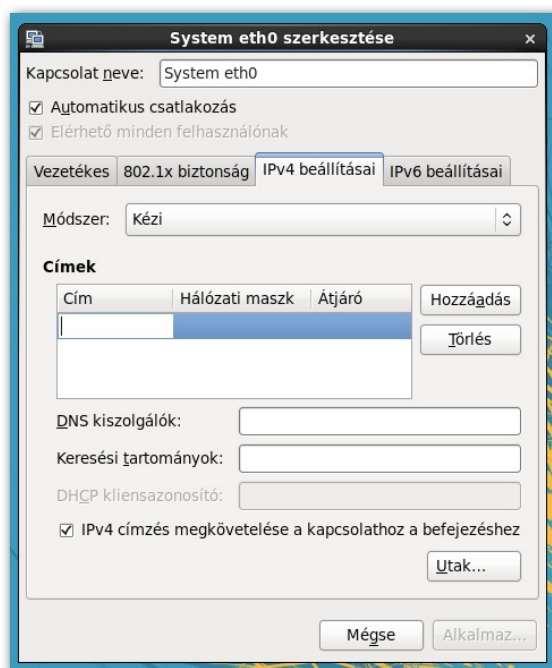 System eth0 szerkesztése
Kapcsolat neve: System eth0
Automatikus csatlakozás
Elérhető minden felhasználónak
Vezetékes 802.1x biztonság IPv4 beállításai IPv6 beállításai
Módszer: Kézi
Címek
Cím Hálózati maszk Átjáró Hozzáadás
Törlés
DNS kiszolgálók:
Keresési tartományok:
DHCP kliensazonosító:
IPv4 címzés megkövetelése a kapcsolathoz a befejezéshez
Utak...
Mégse Alkalmaz...